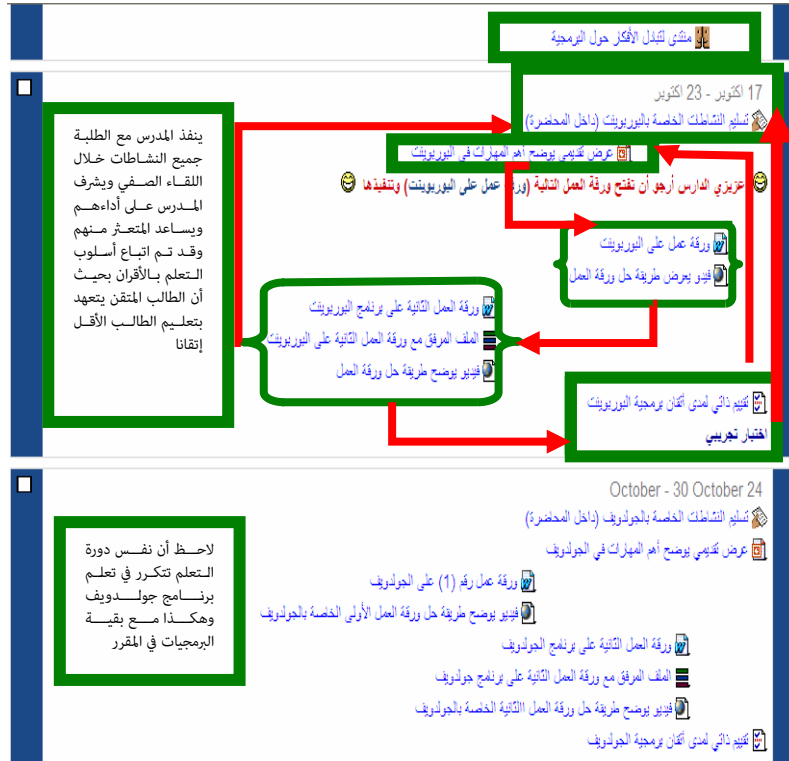 منتدى لتبادل الأفكار حول البرمجية
17 اكتوبر - 23 اكتوبر
تسليم النشاطات الخاصة بالبوربوينت (داخل المحاضرة)
عرض تقديمي يوضح أهم المهارات في البوربوينت
عزيزي الدارس أرجو أن تفتح ورقة العمل التالية (ورقة عمل على البوربوينت) وتنفيذها
ورقة عمل على البوربوينت
فيديو يعرض طريقة حل ورقة العمل
ورقة العمل الثانية على برنامج البوربوينت
الملف المرفق مع ورقة العمل الثانية على البوربوينت
فيديو يوضح طريقة حل ورقة العمل
تقييم ذاتي لمدى أتقان برمجية البوربوينت
اختبار تجريبي
ينفذ المدرس مع الطلبة
جميع النشاطات خلال
اللقاء الصفي ويشرف
المدرس على أداءهم
ويساعد المتعثر منهم
وقد تم اتباع أسلوب
التعلم بالأقران بحيث
أن الطالب المتقن يتعهد
بتعليم الطالب الأقل
إتقانا
October - 30 October 24
تسليم النشاطات الخاصة بالجولدويف (داخل المحاضرة)
عرض تقديمي يوضح أهم المهارات في الجولدويف
ورقة عمل رقم (1) على الجولدويف
فيديو يوضح طريقة حل ورقة العمل الأولى الخاصة بالجولدويف
ورقة العمل الثانية على برنامج الجولدويف
الملف المرفق مع ورقة العمل الثانية على برنامج جولدويف
فيديو يوضح طريقة حل ورقة العمل االثانية الخاصة بالجولدويف
تقييم ذاتي لمدى أتقان برمجية الجولدويف
لاحظ أن نفس دورة
التعلم تتكرر في تعلم
برنامج جولدويف
وهكذا مع بقية
البرمجيات في المقرر